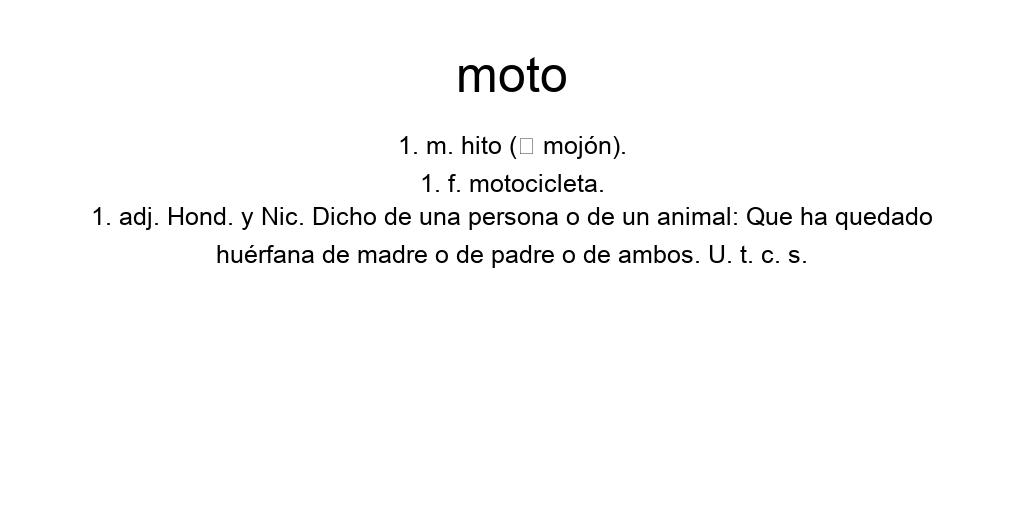 moto
1. m. hito (□ mojón).
1. f. motocicleta.
1. adj. Hond. y Nic. Dicho de una persona o de un animal: Que ha quedado
huérfana de madre o de padre o de ambos. U. t. c. s.